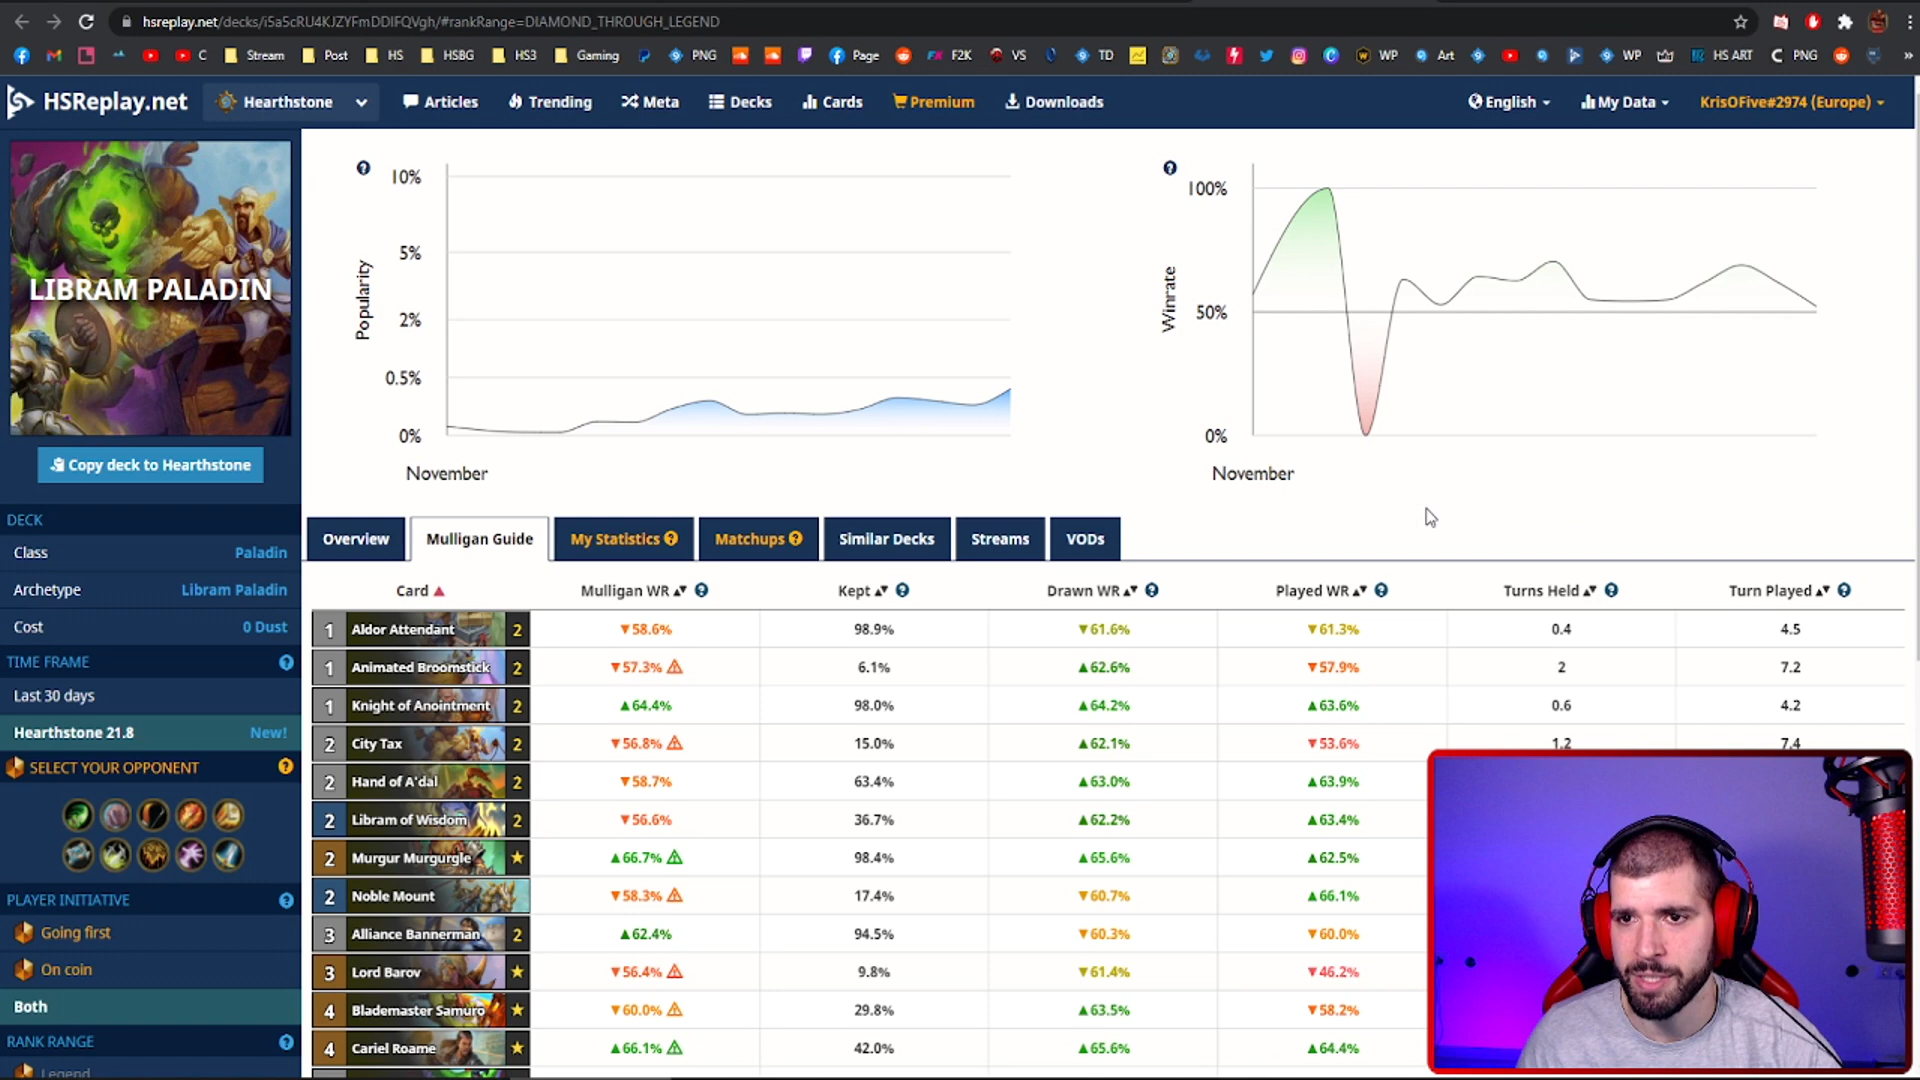 hsreplay.net/decks/i5a5cRU4KJZYFmDDIFQVgh/#rankRange=DIAMOND_THROUGH_LEGEND
C Stream Post HS HSBG HS3 Gaming PNG Page F2K VS TD WP Art WP HS ART PNG »
HSReplay.net Hearthstone Articles Trending Meta Decks Cards Premium Downloads English My Data KrisOFive#2974 (Europe)
LIBRAM PALADIN
Copy deck to Hearthstone
DECK
Class Paladin
Archetype Libram Paladin
Cost 0 Dust
TIME FRAME
Last 30 days
Hearthstone 21.8 New!
SELECT YOUR OPPONENT
PLAYER INITIATIVE
Going first
On coin
Both
RANK RANGE
Legend
Popularity
10%
5%
2%
0.5%
0%
November
Winrate
100%
50%
0%
November
Overview Mulligan Guide My Statistics Matchups Similar Decks Streams VODs
Card ▲ Mulligan WR ▲▼ Kept ▲▼ Drawn WR ▲▼ Played WR ▲▼ Turns Held ▲▼ Turn Played ▲▼
1 Aldor Attendant 2 ▼58.6% 98.9% ▼61.6% ▼61.3% 0.4 4.5
1 Animated Broomstick 2 ▼57.3% 6.1% ▲62.6% ▼57.9% 2 7.2
1 Knight of Anointment 2 ▲64.4% 98.0% ▲64.2% ▲63.6% 0.6 4.2
2 City Tax 2 ▼56.8% 15.0% ▲62.1% ▼53.6% 1.2 7.4
2 Hand of A'dal 2 ▼58.7% 63.4% ▲63.0% ▲63.9%
2 Libram of Wisdom 2 ▼56.6% 36.7% ▲62.2% ▲63.4%
2 Murgur Murgurgle ★ ▲66.7% 98.4% ▲65.6% ▲62.5%
2 Noble Mount ▼58.3% 17.4% ▼60.7% ▲66.1%
3 Alliance Bannerman 2 ▲62.4% 94.5% ▼60.3% ▼60.0%
3 Lord Barov ★ ▼56.4% 9.8% ▼61.4% ▼46.2%
4 Blademaster Samuro ★ ▼60.0% 29.8% ▲63.5% ▼58.2%
4 Cariel Roame ★ ▲66.1% 42.0% ▲65.6% ▲64.4%